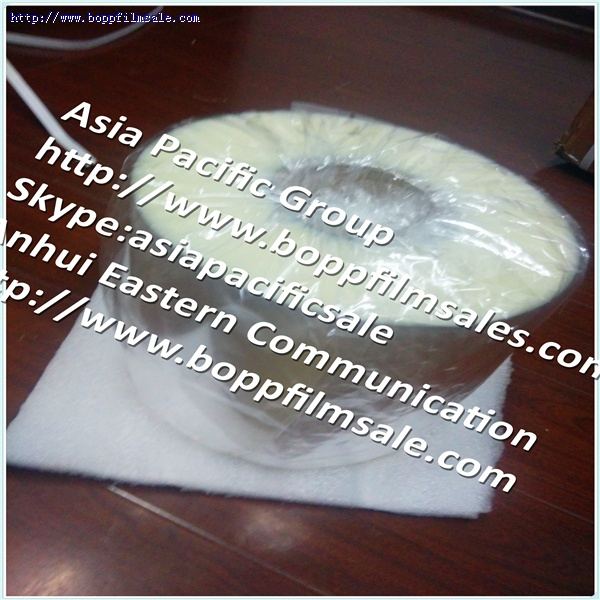 http://www.boppfilmsale.com
Asia Pacific Group
http://www.boppfilmsales.com
Skype:asiapacificsale
Anhui Eastern Communication
http://www.boppfilmsale.com